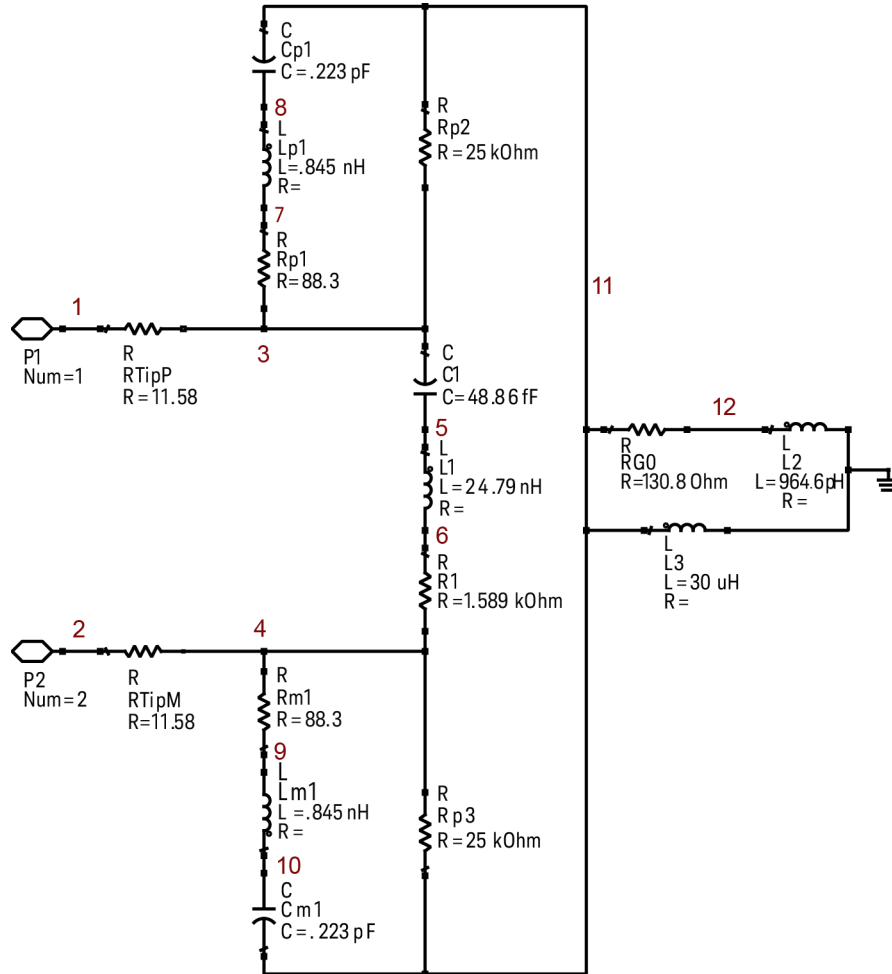 C
Cp1
C = .223 pF
8
L
Lp1
L=.845 nH
R =
7
R
Rp1
R=88.3
R
Rp2
R = 25 kOhm
11
1
P1
Num=1
R
RTipP
R=11.58
3
C
C1
C=48.86fF
5
L
L1
L=24.79 nH
R =
6
R
R1
R=1.589 kOhm
12
R
RG0
R=130.8 Ohm
L
L2
L=964.6pH
R =
L
L3
L=30 uH
R =
2
P2
Num=2
R
RTipM
R=11.58
4
R
Rm1
R=88.3
9
L
Lm1
L =.845 nH
R =
10
C
Cm1
C = .223 pF
R
Rp3
R = 25 kOhm